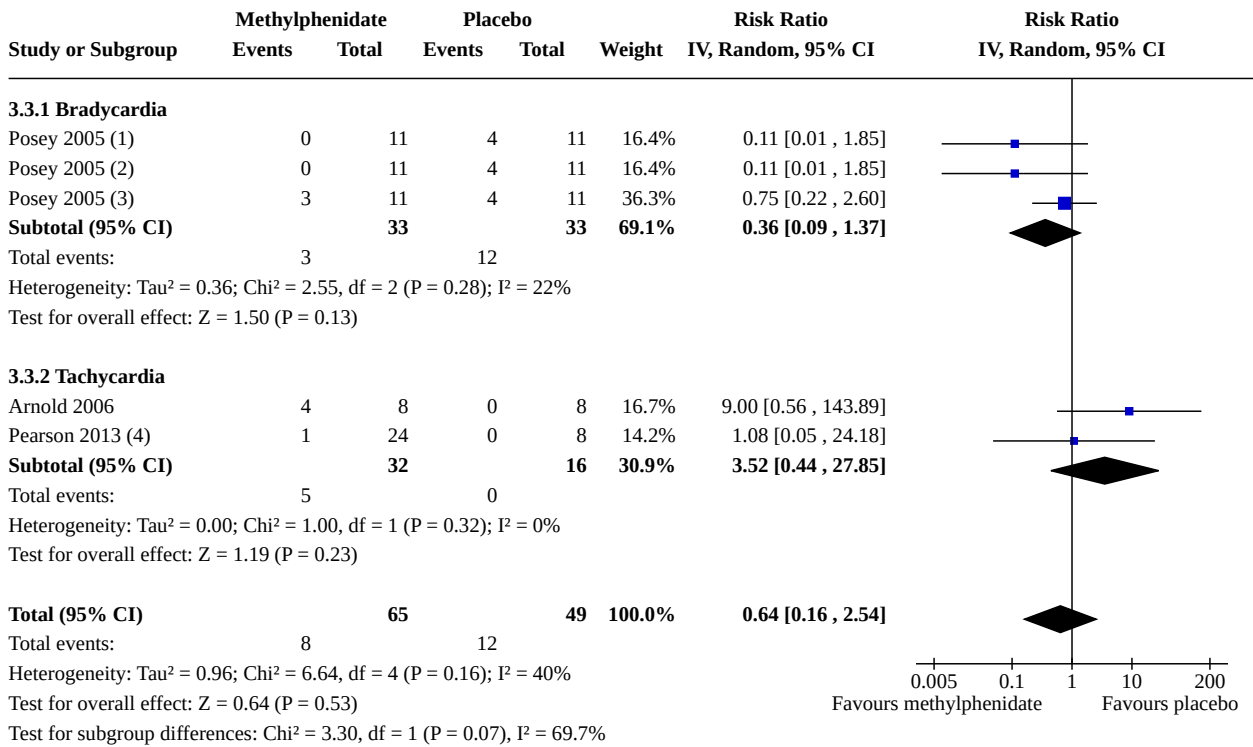 Methylphenidate Placebo Risk Ratio Risk Ratio
Study or Subgroup Events Total Events Total Weight IV, Random, 95% CI IV, Random, 95% CI
3.3.1 Bradycardia
Posey 2005 (1) 0 11 4 11 16.4% 0.11 [0.01 , 1.85]
Posey 2005 (2) 0 11 4 11 16.4% 0.11 [0.01 , 1.85]
Posey 2005 (3) 3 11 4 11 36.3% 0.75 [0.22 , 2.60]
Subtotal (95% CI) 33 33 69.1% 0.36 [0.09 , 1.37]
Total events: 3 12
Heterogeneity: Tau² = 0.36; Chi² = 2.55, df = 2 (P = 0.28); I² = 22%
Test for overall effect: Z = 1.50 (P = 0.13)
3.3.2 Tachycardia
Arnold 2006 4 8 0 8 16.7% 9.00 [0.56 , 143.89]
Pearson 2013 (4) 1 24 0 8 14.2% 1.08 [0.05 , 24.18]
Subtotal (95% CI) 32 16 30.9% 3.52 [0.44 , 27.85]
Total events: 5 0
Heterogeneity: Tau² = 0.00; Chi² = 1.00, df = 1 (P = 0.32); I² = 0%
Test for overall effect: Z = 1.19 (P = 0.23)
Total (95% CI) 65 49 100.0% 0.64 [0.16 , 2.54]
Total events: 8 12
Heterogeneity: Tau² = 0.96; Chi² = 6.64, df = 4 (P = 0.16); I² = 40%
0.005 0.1 1 10 200
Test for overall effect: Z = 0.64 (P = 0.53) Favours methylphenidate Favours placebo
Test for subgroup differences: Chi² = 3.30, df = 1 (P = 0.07), I² = 69.7%